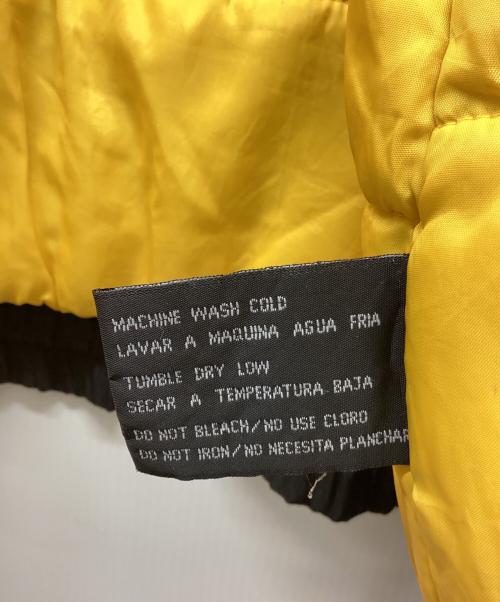 MACHINE WASH COLD
LAVAR A MAQUINA AGUA FRIA
TUMBLE DRY LOW
SECAR A TEMPERATURA BAJA
DO NOT BLEACH/NO USE CLORO
DO NOT IRON/NO NECESITA PLANCHAR